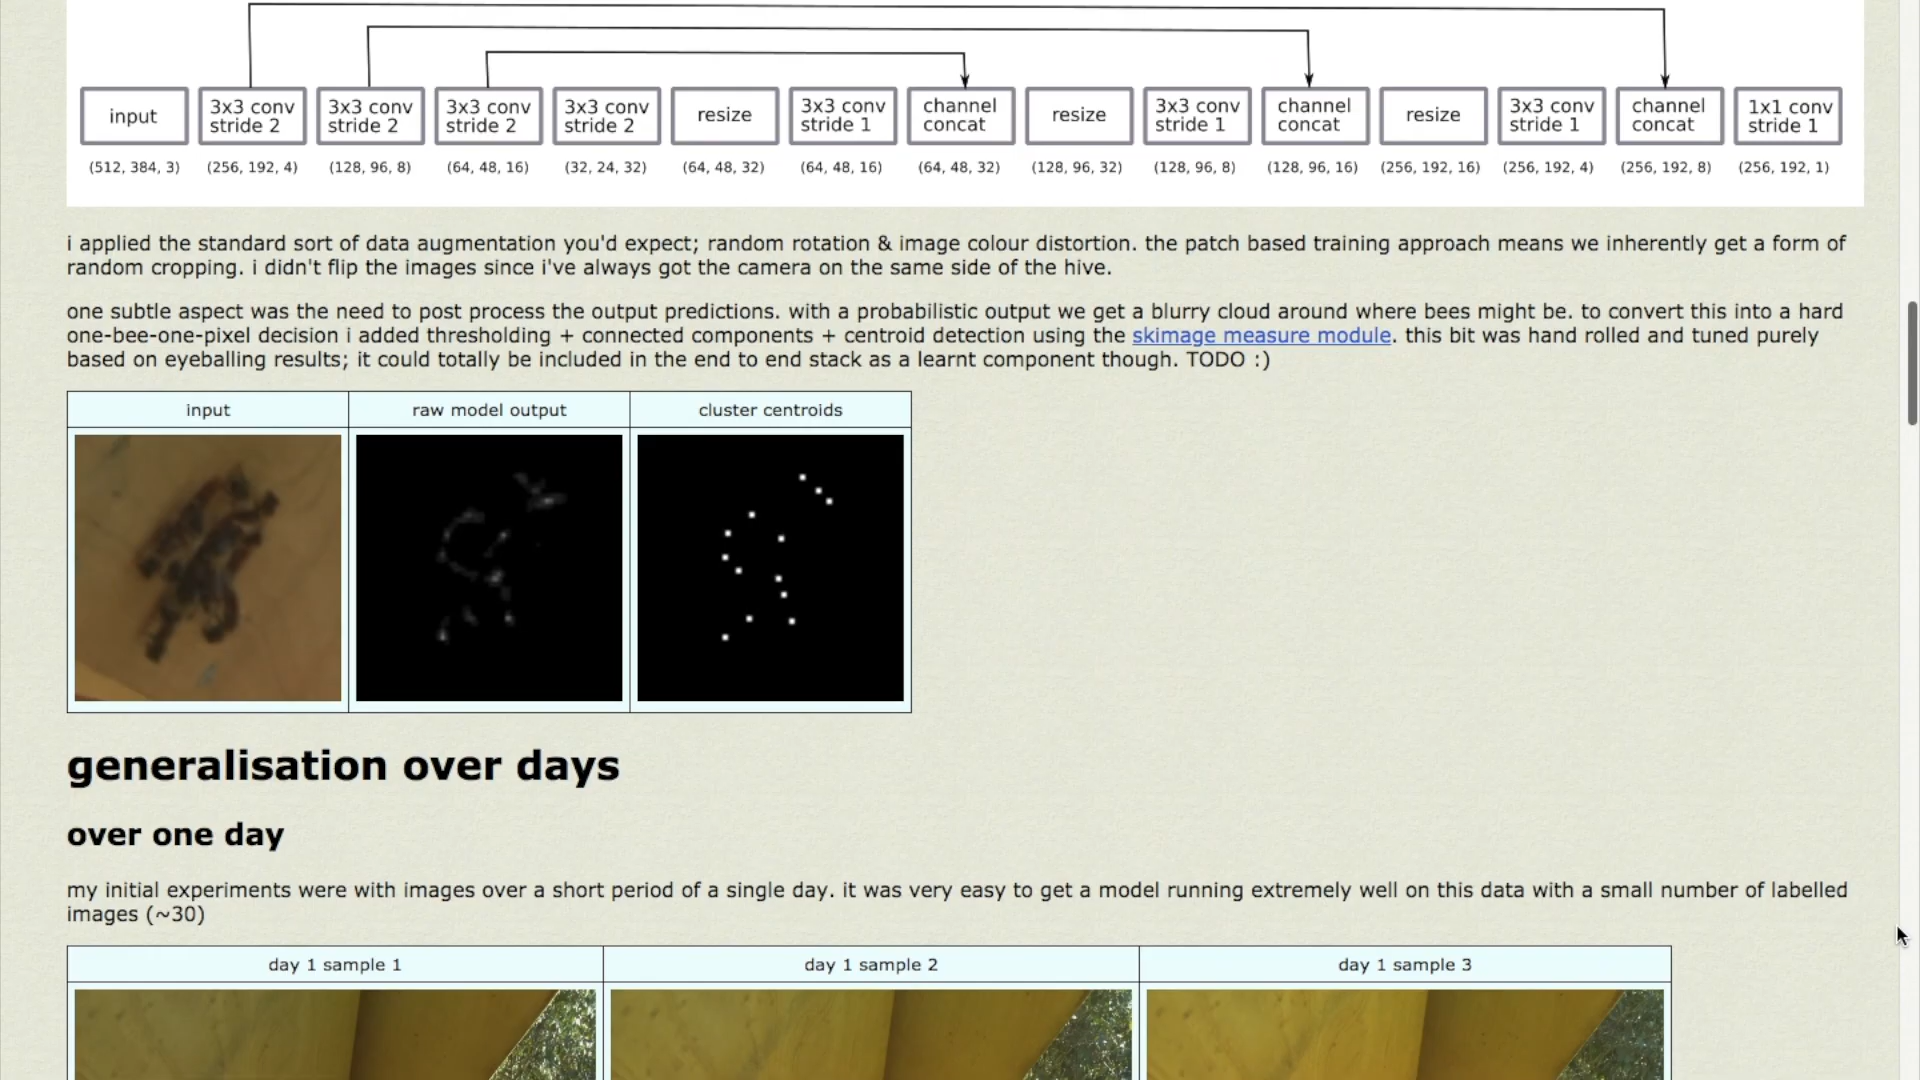 input
3x3 conv
stride 2
3x3 conv
stride 2
3x3 conv
stride 2
3x3 conv
stride 2
resize
3x3 conv
stride 1
channel
concat
resize
3x3 conv
stride 1
channel
concat
resize
3x3 conv
stride 1
channel
concat
1x1 conv
stride 1
(512, 384, 3) (256, 192, 4) (128, 96, 8) (64, 48, 16) (32, 24, 32) (64, 48, 32) (64, 48, 16) (64, 48, 32) (128, 96, 32) (128, 96, 8) (128, 96, 16) (256, 192, 16) (256, 192, 4) (256, 192, 8) (256, 192, 1)
i applied the standard sort of data augmentation you'd expect; random rotation & image colour distortion. the patch based training approach means we inherently get a form of
random cropping. i didn't flip the images since i've always got the camera on the same side of the hive.
one subtle aspect was the need to post process the output predictions. with a probabilistic output we get a blurry cloud around where bees might be. to convert this into a hard
one-bee-one-pixel decision i added thresholding + connected components + centroid detection using the skimage measure module. this bit was hand rolled and tuned purely
based on eyeballing results; it could totally be included in the end to end stack as a learnt component though. TODO :)
input raw model output cluster centroids
generalisation over days
over one day
my initial experiments were with images over a short period of a single day. it was very easy to get a model running extremely well on this data with a small number of labelled
images (~30)
day 1 sample 1 day 1 sample 2 day 1 sample 3